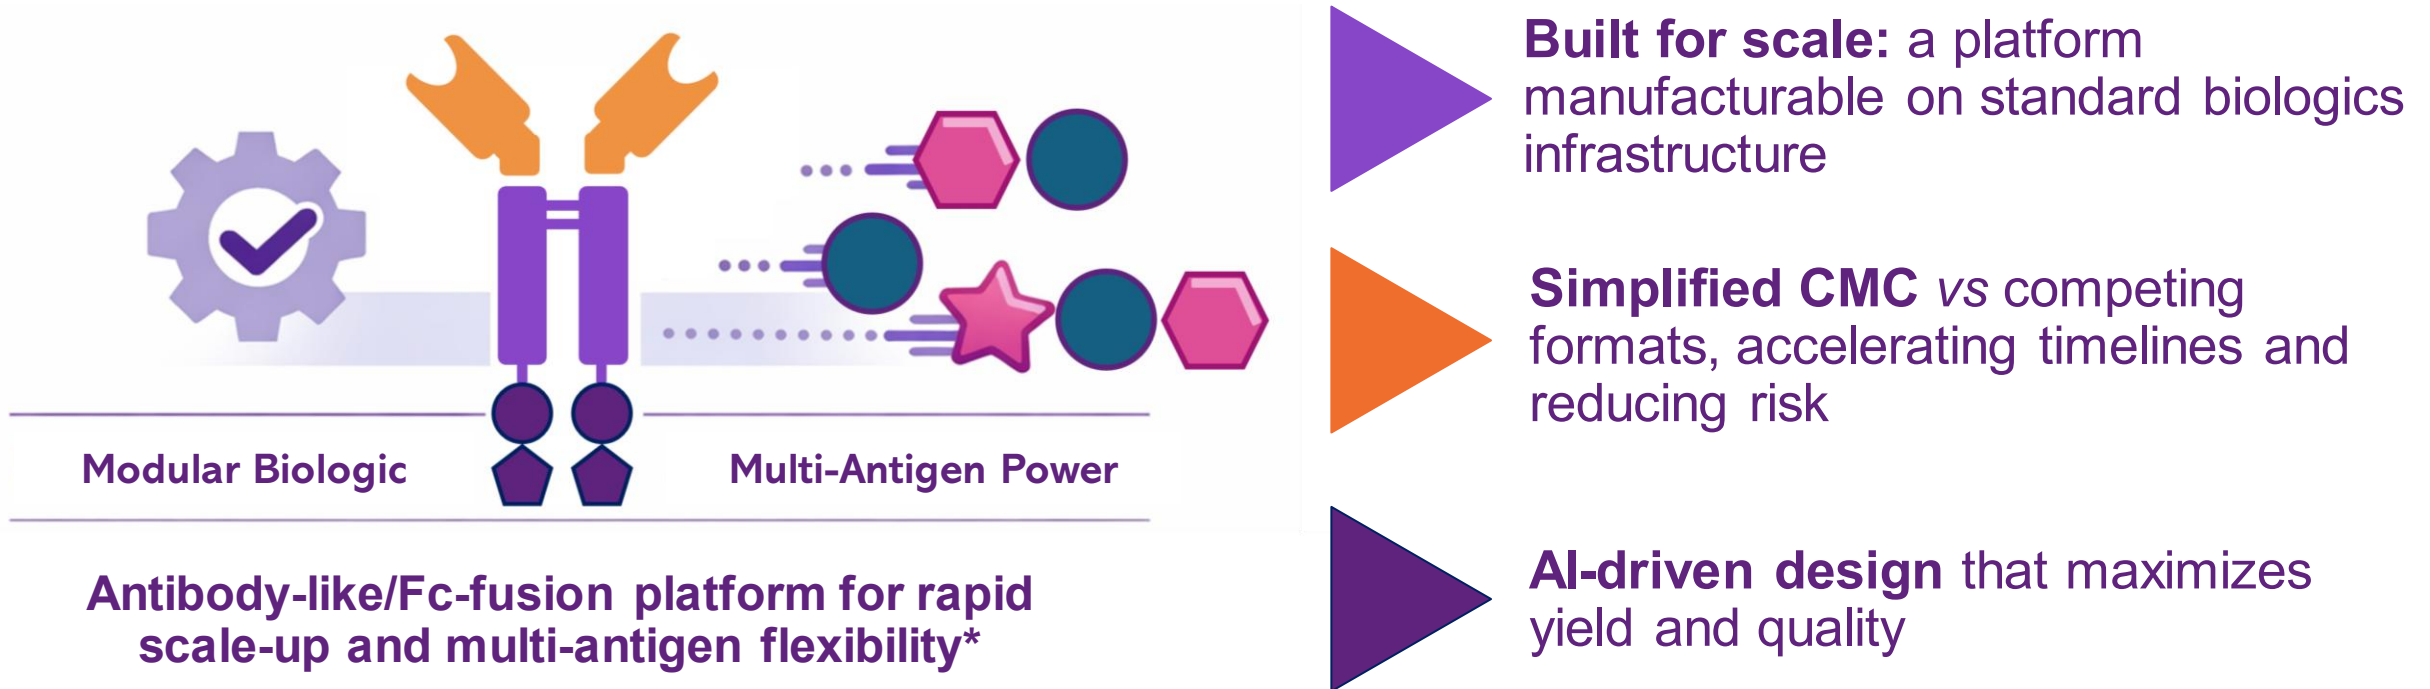 Modular Biologic
Multi-Antigen Power
Antibody-like/Fc-fusion platform for rapid
scale-up and multi-antigen flexibility*
Built for scale: a platform
manufacturable on standard biologics
infrastructure
Simplified CMC vs competing
formats, accelerating timelines and
reducing risk
AI-driven design that maximizes
yield and quality